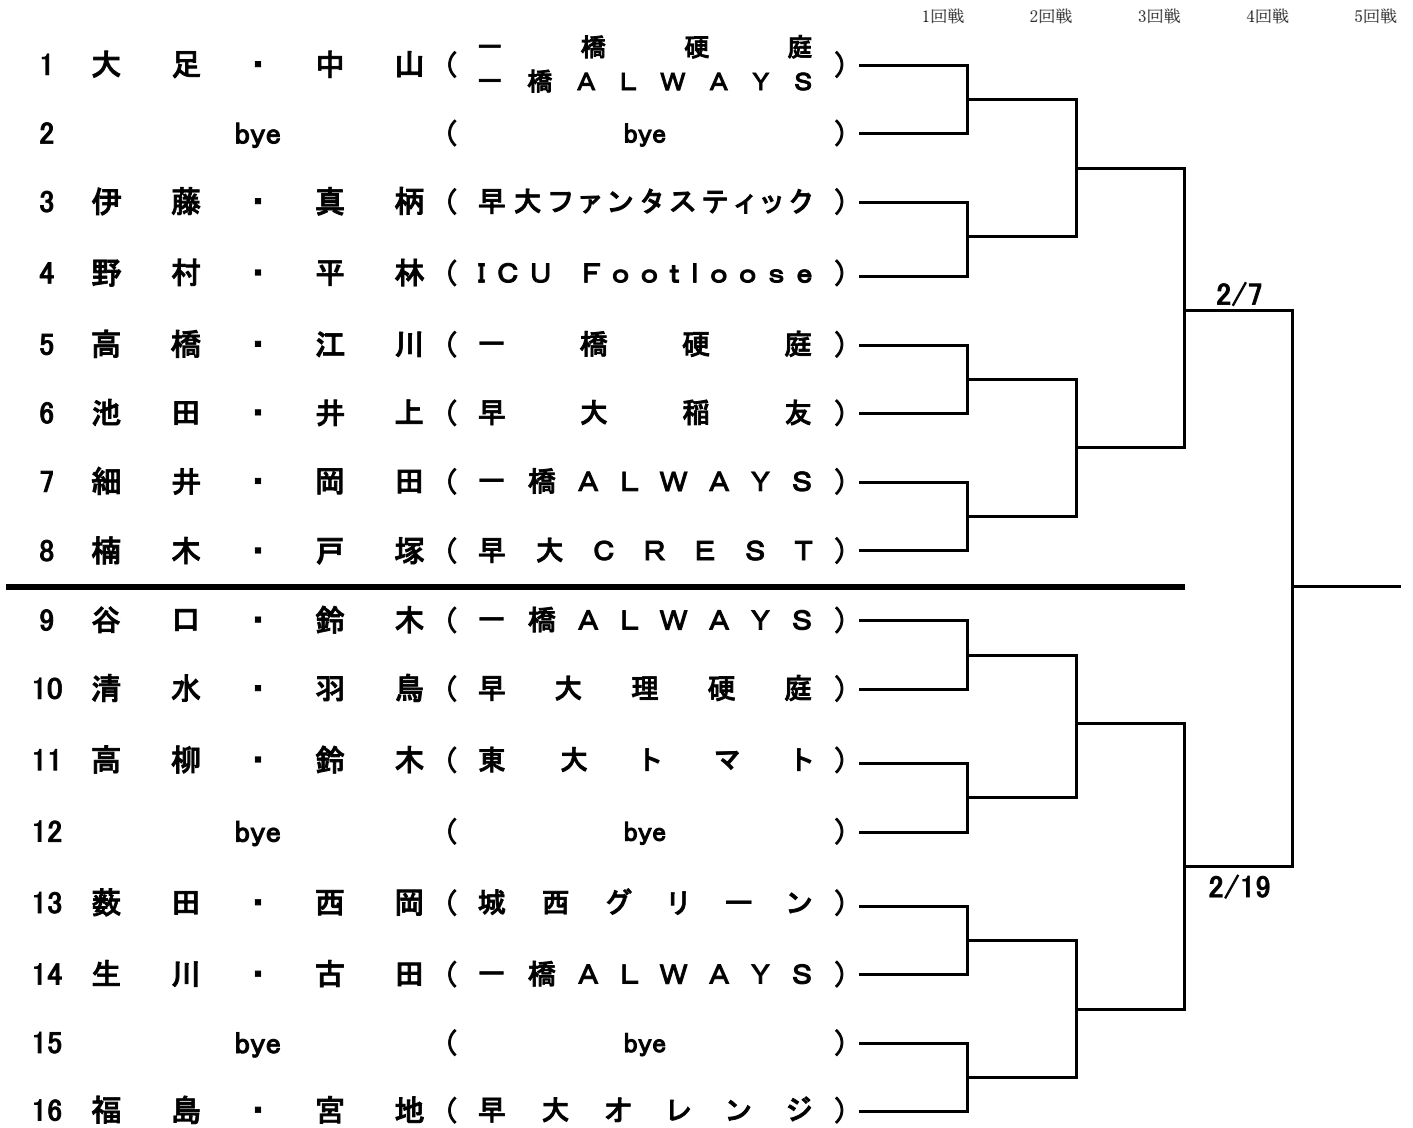 1回戦 2回戦 3回戦 4回戦 5回戦
1 大足・中山 ( 一橋硬庭 一橋ALWAYS )
2 bye ( bye )
3 伊藤・真柄 ( 早大ファンタスティック )
4 野村・平林 ( ICU Footloose )
2/7
5 高橋・江川 ( 一橋硬庭 )
6 池田・井上 ( 早大稲友 )
7 細井・岡田 ( 一橋ALWAYS )
8 楠木・戸塚 ( 早大CREST )
9 谷口・鈴木 ( 一橋ALWAYS )
10 清水・羽鳥 ( 早大理硬庭 )
11 高柳・鈴木 ( 東大トマト )
12 bye ( bye )
2/19
13 薮田・西岡 ( 城西グリーン )
14 生川・古田 ( 一橋ALWAYS )
15 bye ( bye )
16 福島・宮地 ( 早大オレンジ )